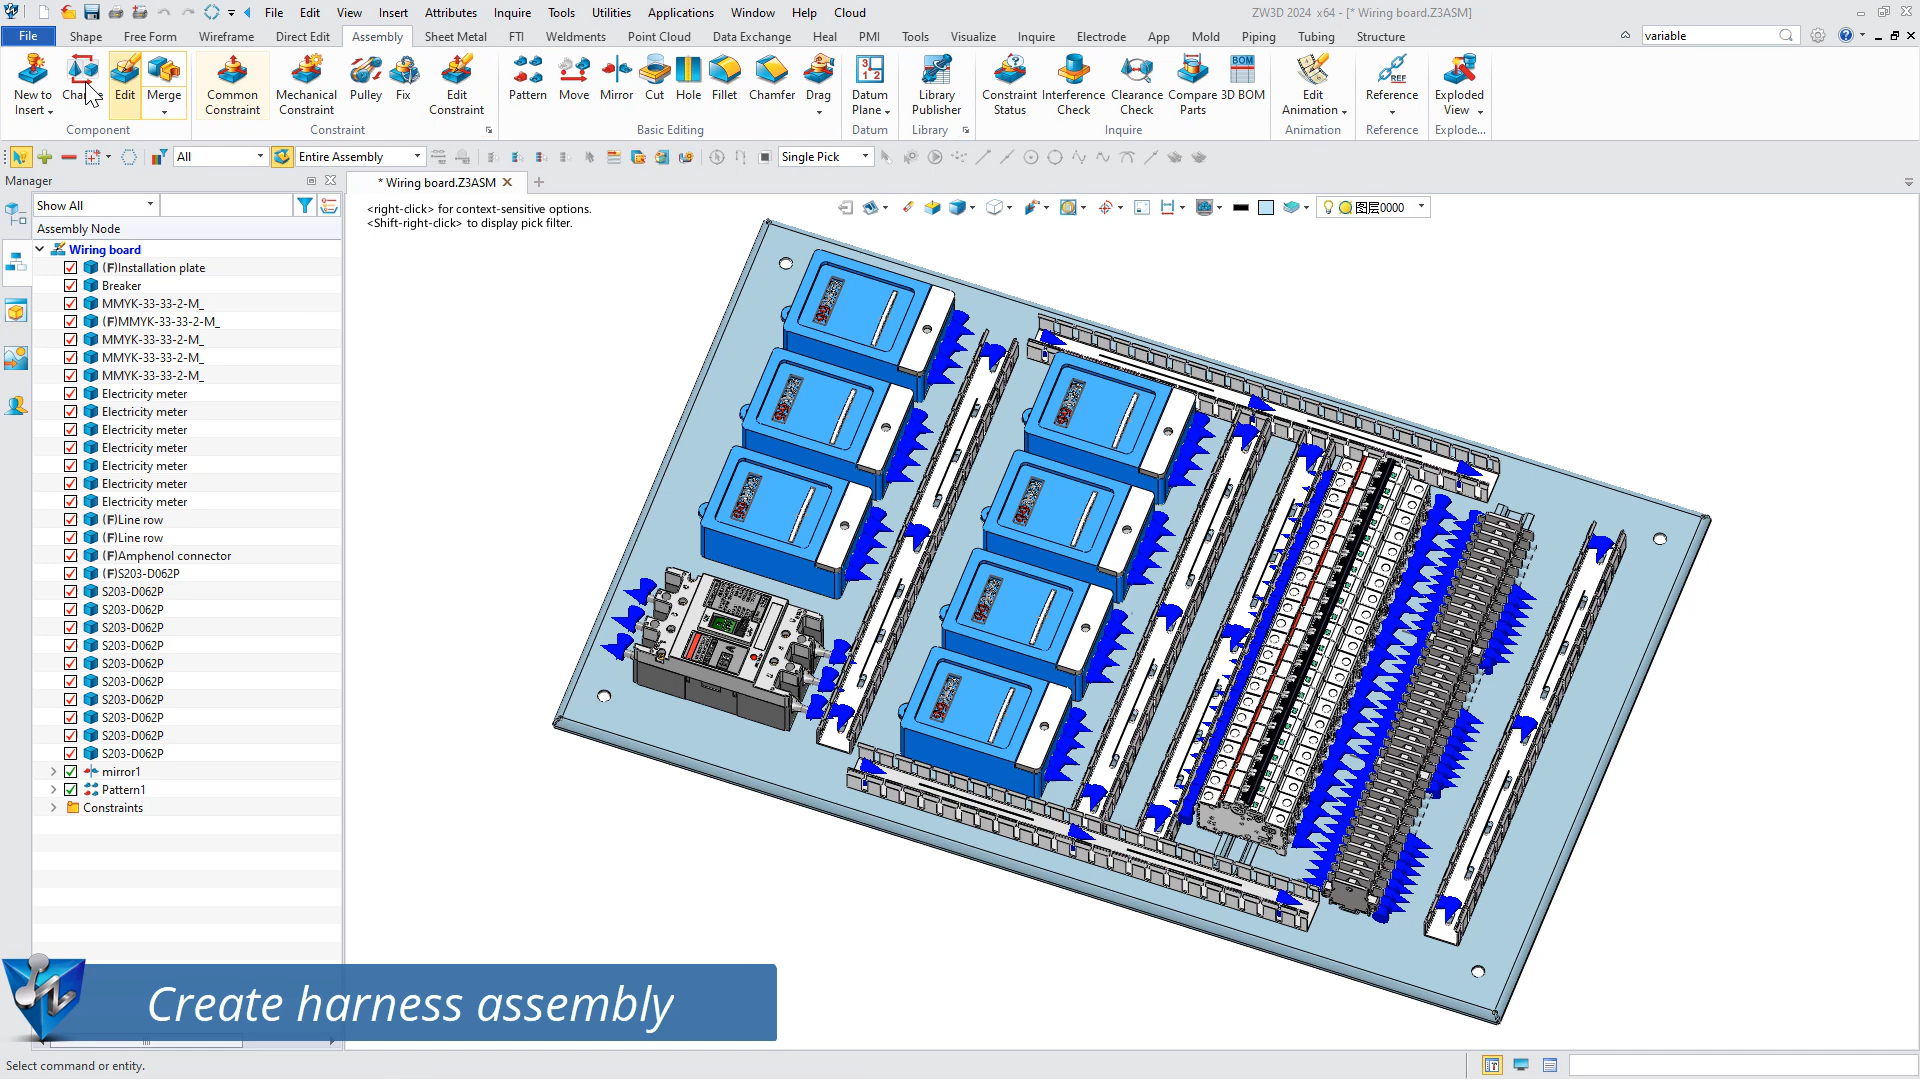 File Edit View Insert Attributes Inquire Tools Utilities Applications Window Help Cloud ZW3D 2024 x64 - [* Wiring board.Z3ASM]
File Shape Free Form Wireframe Direct Edit Assembly Sheet Metal FTI Weldments Point Cloud Data Exchange Heal PMI Tools Visualize Inquire Electrode App Mold Piping Tubing Structure variable
New to Insert Edit Merge Common Constraint Mechanical Constraint Pulley Fix Edit Constraint Pattern Move Mirror Cut Hole Fillet Chamfer Drag Datum Plane Library Publisher Constraint Status Interference Check Clearance Check Compare Parts 3D BOM Edit Animation Reference Exploded View
Component Constraint Basic Editing Datum Library Inquire Animation Reference Explode...
All Entire Assembly Single Pick
Manager * Wiring board.Z3ASM
Show All
<right-click> for context-sensitive options.
<Shift-right-click> to display pick filter.
图层0000
Assembly Node
Wiring board
(F)Installation plate
Breaker
MMYK-33-33-2-M_
(F)MMYK-33-33-2-M_
MMYK-33-33-2-M_
MMYK-33-33-2-M_
MMYK-33-33-2-M_
Electricity meter
Electricity meter
Electricity meter
Electricity meter
Electricity meter
Electricity meter
Electricity meter
(F)Line row
(F)Line row
(F)Amphenol connector
(F)S203-D062P
S203-D062P
S203-D062P
S203-D062P
S203-D062P
S203-D062P
S203-D062P
S203-D062P
S203-D062P
S203-D062P
S203-D062P
mirror1
Pattern1
Constraints
Create harness assembly
Select command or entity.